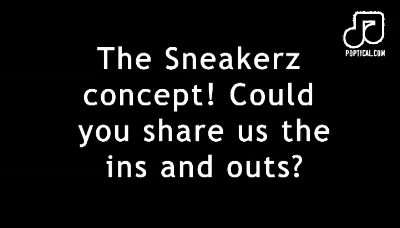 POPTICAL.COM
The Sneakerz
concept! Could
you share us the
ins and outs?